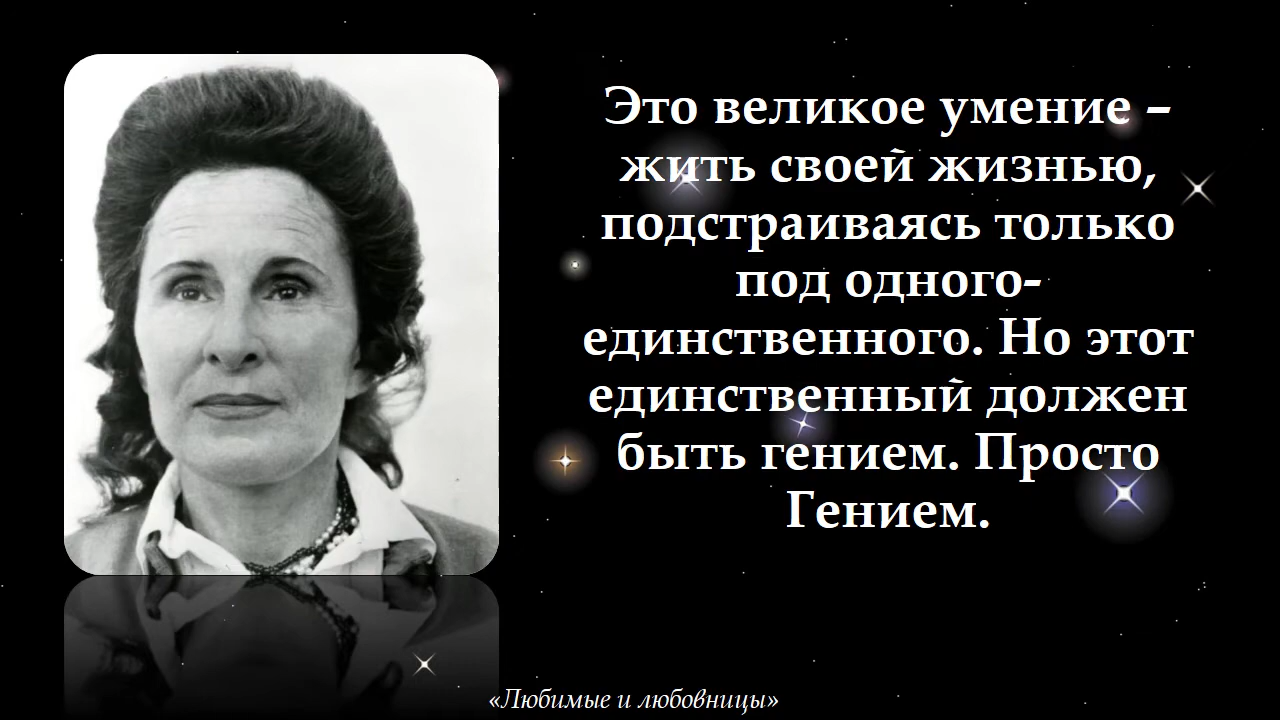 Это великое умение –
жить своей жизнью,
подстраиваясь только
под одного-
единственного. Но этот
единственный должен
быть гением. Просто
Гением.
«Любимые и любовницы»